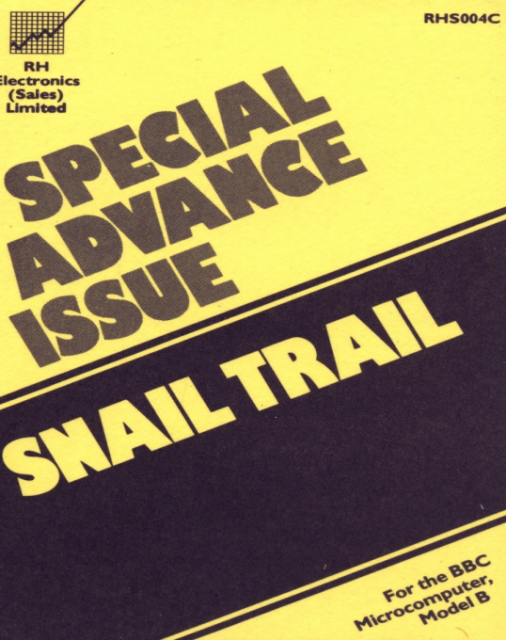 RHS004C
RH
Electronics
(Sales)
Limited
SPECIAL
ADVANCE
ISSUE
SNAIL TRAIL
For the BBC
Microcomputer,
Model B